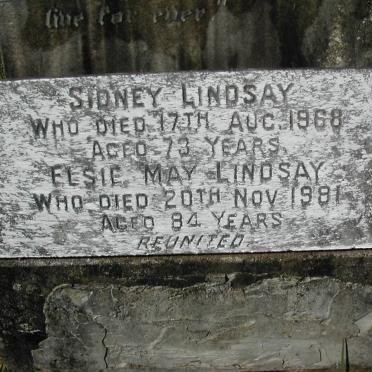 live for ever"
SIDNEY LINDSAY
WHO DIED 17TH AUG. 1968
AGED 73 YEARS
ELSIE MAY LINDSAY
WHO DIED 20TH NOV 1981
AGED 84 YEARS
REUNITED